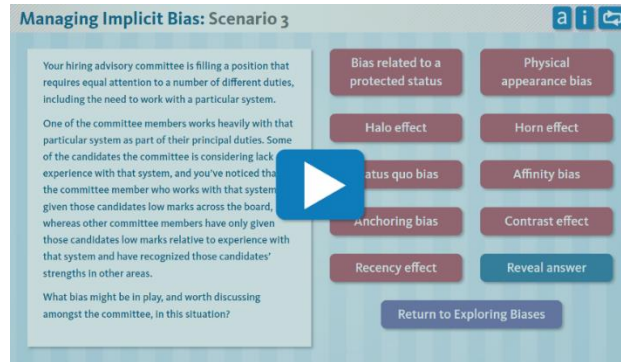 Managing Implicit Bias: Scenario 3
a i
Your hiring advisory committee is filling a position that
requires equal attention to a number of different duties,
including the need to work with a particular system.
One of the committee members works heavily with that
particular system as part of their principal duties. Some
of the candidates the committee is considering lack
experience with that system, and you've noticed
the committee member who works with that system
given those candidates low marks across the board,
whereas other committee members have only given
those candidates low marks relative to experience with
that system and have recognized those candidates'
strengths in other areas.
What bias might be in play, and worth discussing
amongst the committee, in this situation?
Bias related to a
protected status
Physical
appearance bias
Halo effect
Horn effect
quo bias
Affinity bias
Anchoring bias
Contrast effect
Recency effect
Reveal answer
Return to Exploring Biases